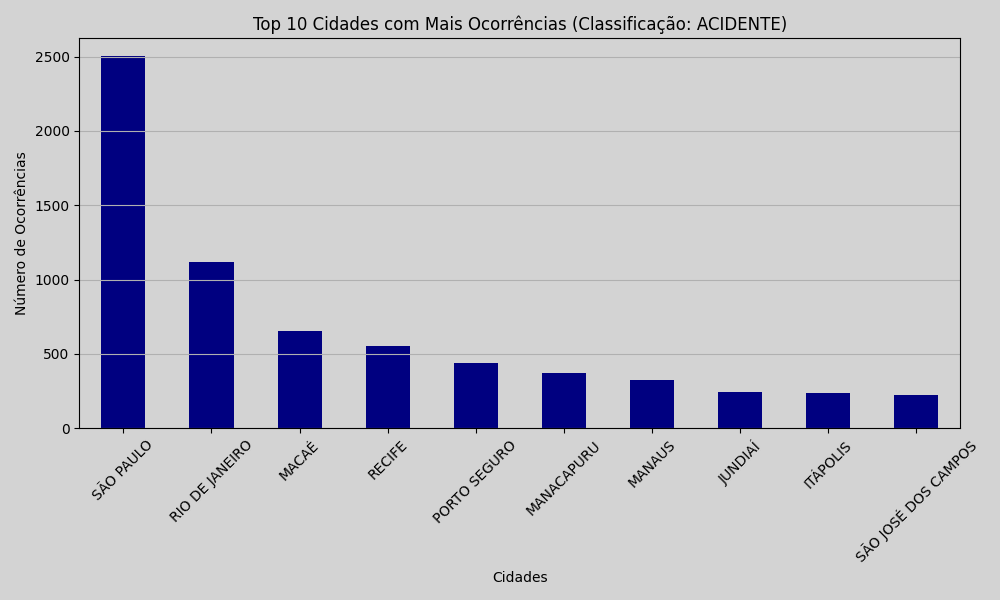 Top 10 Cidades com Mais Ocorrências (Classificação: ACIDENTE)
Número de Ocorrências
2500
2000
1500
1000
500
0
SÃO PAULO
RIO DE JANEIRO
MACAÉ
RECIFE
PORTO SEGURO
MANACAPURU
MANAUS
JUNDIAÍ
ITÁPOLIS
SÃO JOSÉ DOS CAMPOS
Cidades